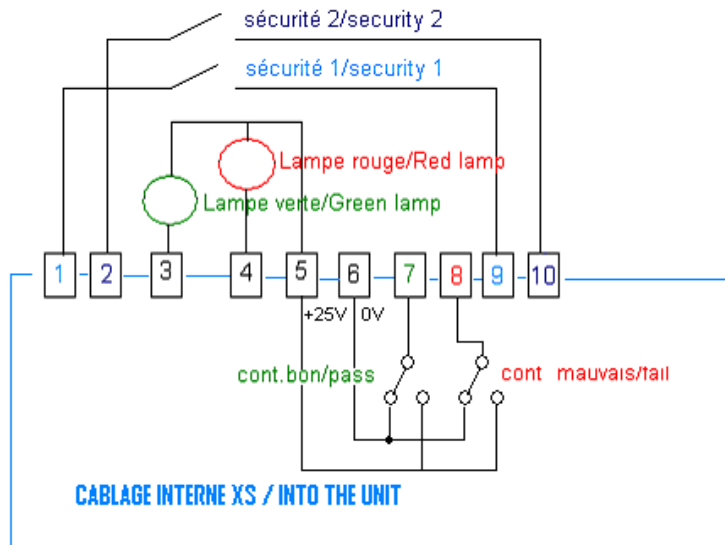 sécurité 2/security 2
sécurité 1/security 1
Lampe rouge/Red lamp
Lampe verte/Green lamp
1 2 3 4 5 6 7 8 9 10
+25V 0V
cont.bon/pass
cont mauvais/fail
CABLAGE INTERNE XS / INTO THE UNIT